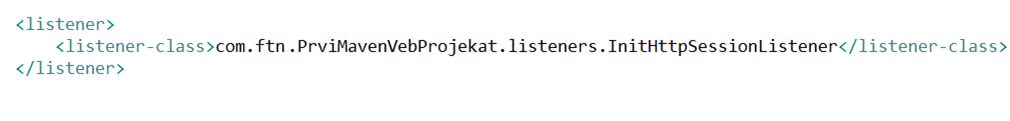 <listener>
<listener-class>com.ftn.PrviMavenVebProjekat.listeners.InitHttpSessionListener</listener-class>
</listener>